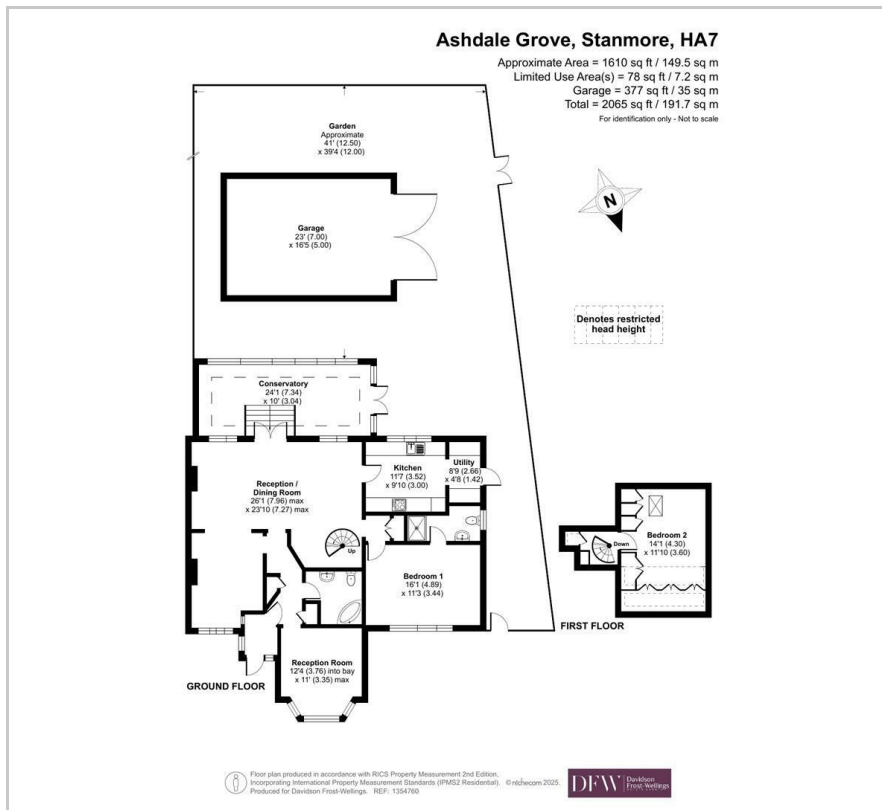 Ashdale Grove, Stanmore, HA7
Approximate Area = 1610 sq ft / 149.5 sq m
Limited Use Area(s) = 78 sq ft / 7.2 sq m
Garage = 377 sq ft / 35 sq m
Total = 2065 sq ft / 191.7 sq m
For identification only - Not to scale
Garden
Approximate
41' (12.50)
x 39'4 (12.00)
N
Garage
23' (7.00)
x 16'5 (5.00)
Denotes restricted
head height
Conservatory
24'1 (7.34)
x 10' (3.04)
Kitchen
11'7 (3.52)
x 9'10 (3.00)
Utility
8'9 (2.66)
x 4'8 (1.42)
Reception /
Dining Room
26'1 (7.96) max
x 23'10 (7.27) max
Up
Bedroom 1
16'1 (4.89)
x 11'3 (3.44)
Down
Bedroom 2
14'1 (4.30)
x 11'10 (3.60)
FIRST FLOOR
Reception Room
12'4 (3.76) into bay
x 11' (3.35) max
GROUND FLOOR
Floor plan produced in accordance with RICS Property Measurement 2nd Edition,
Incorporating International Property Measurement Standards (IPMS2 Residential). © nichecom 2025.
Produced for Davidson Frost-Wellings. REF: 1354760
DFW
Davidson
Frost-Wellings